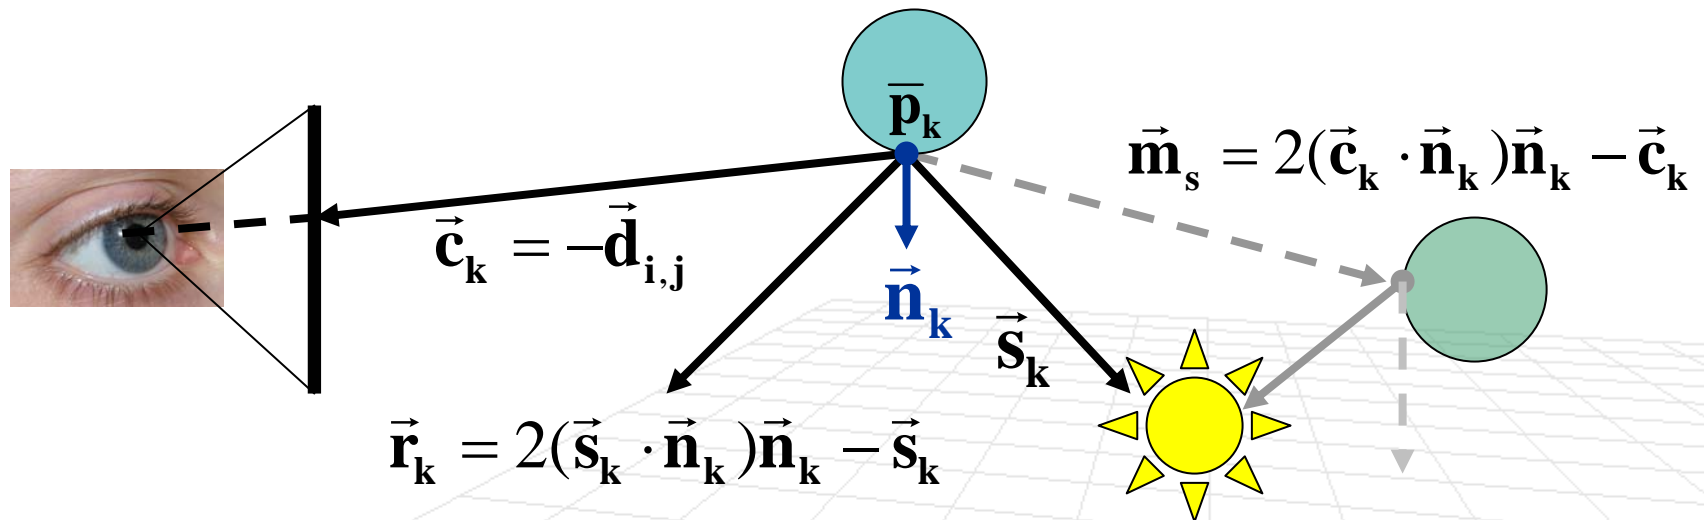 p̅ₖ
m⃗ₛ = 2(c⃗ₖ · n⃗ₖ)n⃗ₖ − c⃗ₖ
c⃗ₖ = −d⃗ᵢ,ⱼ
n⃗ₖ
s⃗ₖ
r⃗ₖ = 2(s⃗ₖ · n⃗ₖ)n⃗ₖ − s⃗ₖ